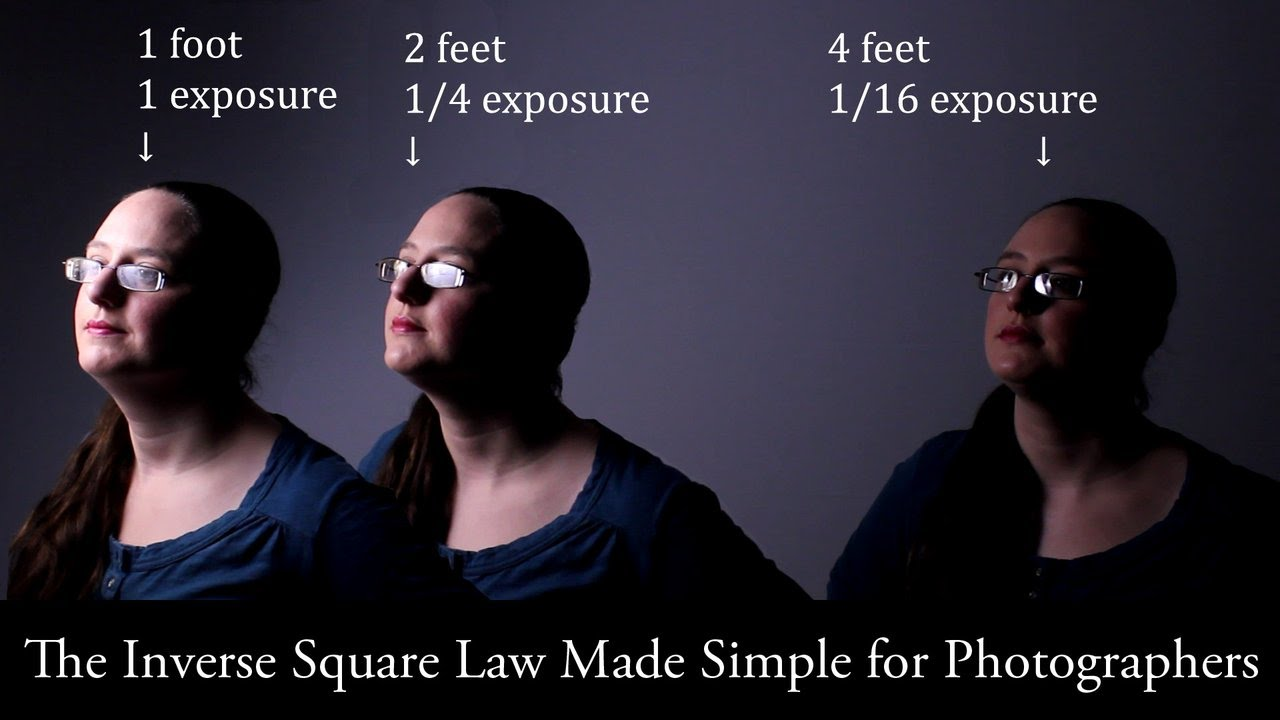 1 foot
1 exposure
↓
2 feet
1/4 exposure
↓
4 feet
1/16 exposure
↓
The Inverse Square Law Made Simple for Photographers